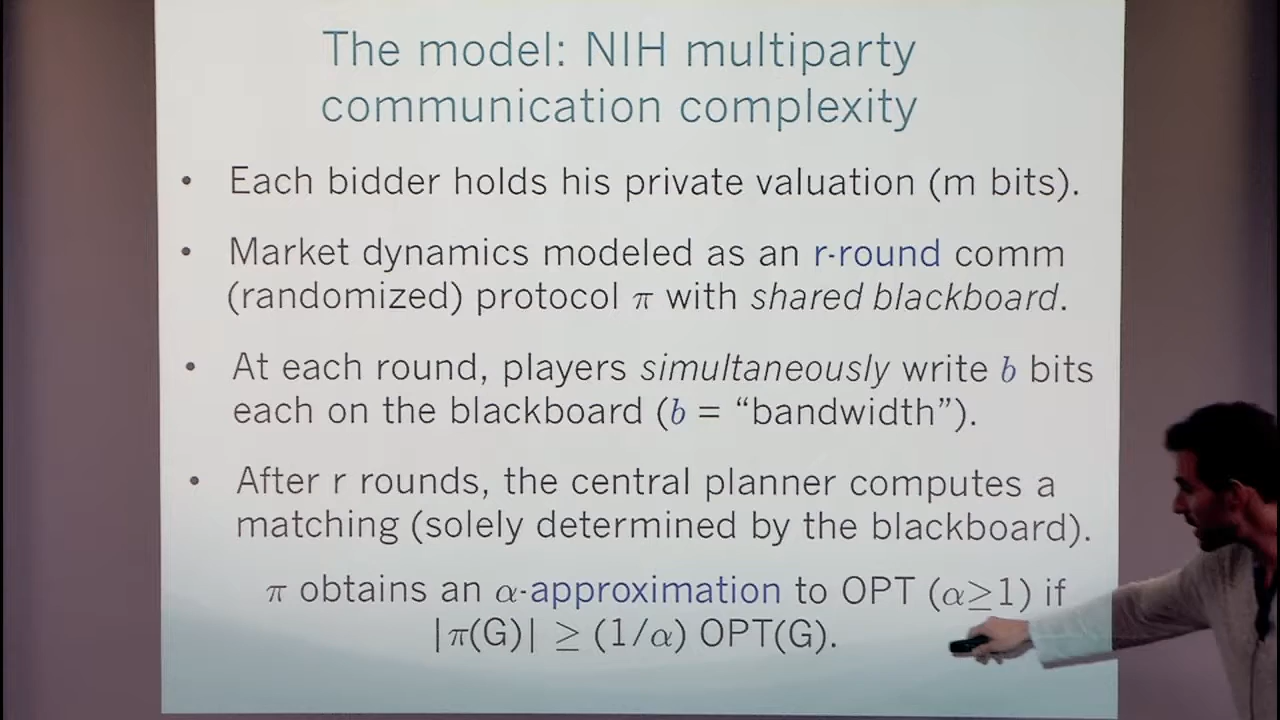 The model: NIH multiparty
communication complexity
• Each bidder holds his private valuation (m bits).
• Market dynamics modeled as an r-round comm
(randomized) protocol π with shared blackboard.
• At each round, players simultaneously write b bits
each on the blackboard (b = “bandwidth”).
• After r rounds, the central planner computes a
matching (solely determined by the blackboard).
π obtains an α-approximation to OPT (α≥1) if
|π(G)| ≥ (1/α) OPT(G).